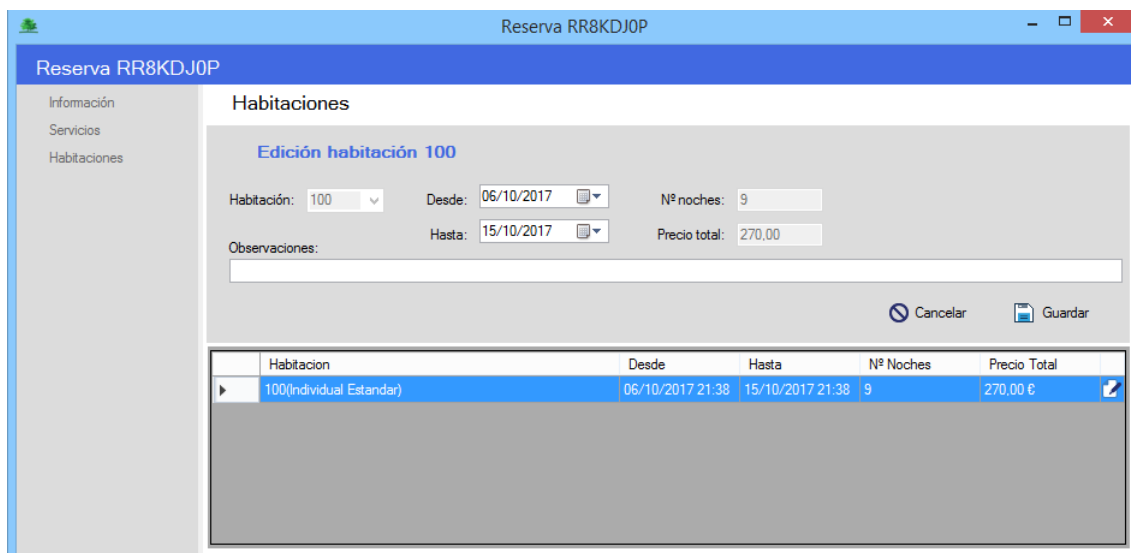 Reserva RR8KDJ0P
Reserva RR8KDJ0P
Información
Servicios
Habitaciones
Habitaciones
Edición habitación 100
Habitación: 100 Desde: 06/10/2017 Nº noches: 9
Hasta: 15/10/2017 Precio total: 270,00
Observaciones:
Cancelar Guardar
Habitacion Desde Hasta Nº Noches Precio Total
100(Individual Estandar) 06/10/2017 21:38 15/10/2017 21:38 9 270,00 €